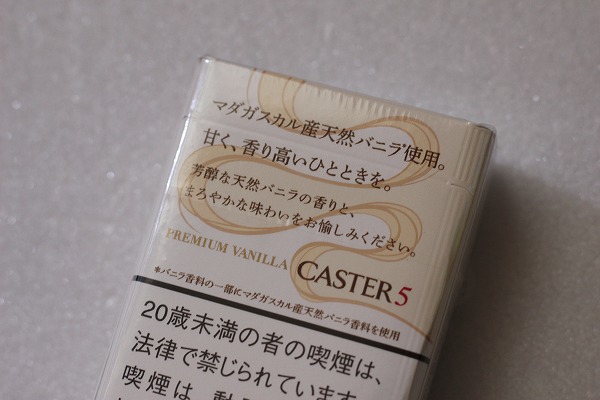 マダガスカル産天然バニラ*使用。
甘く、香り高いひとときを。
芳醇な天然バニラの香りと、
まろやかな味わいをお愉しみください。
PREMIUM VANILLA CASTER 5
*バニラ香料の一部にマダガスカル産天然バニラ香料を使用
20歳未満の者の喫煙は、
法律で禁じられています
喫煙は、動